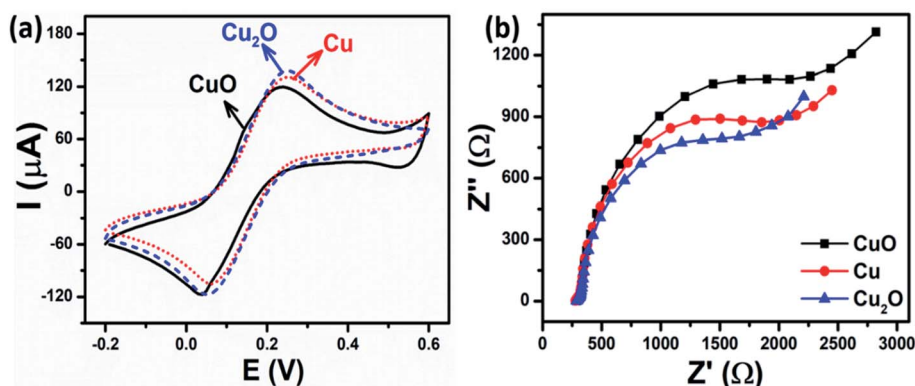 (a)
180
120
60
0
-60
-120
I (μA)
-0.2 0.0 0.2 0.4 0.6
E (V)
Cu₂O
Cu
CuO
(b)
1200
900
600
300
0
Z'' (Ω)
0 500 1000 1500 2000 2500 3000
Z' (Ω)
CuO
Cu
Cu₂O